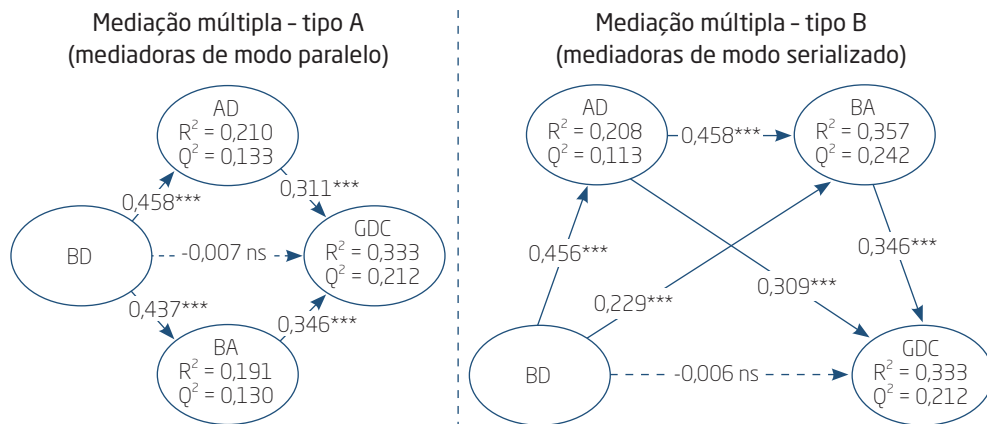 Mediação múltipla – tipo A
(mediadoras de modo paralelo)
AD
R² = 0,210
Q² = 0,133
0,458***
0,311***
BD
-0,007 ns
GDC
R² = 0,333
Q² = 0,212
0,437***
0,346***
BA
R² = 0,191
Q² = 0,130
Mediação múltipla – tipo B
(mediadoras de modo serializado)
AD
R² = 0,208
Q² = 0,113
0,458***
BA
R² = 0,357
Q² = 0,242
0,456***
0,229***
0,309***
0,346***
BD
-0,006 ns
GDC
R² = 0,333
Q² = 0,212